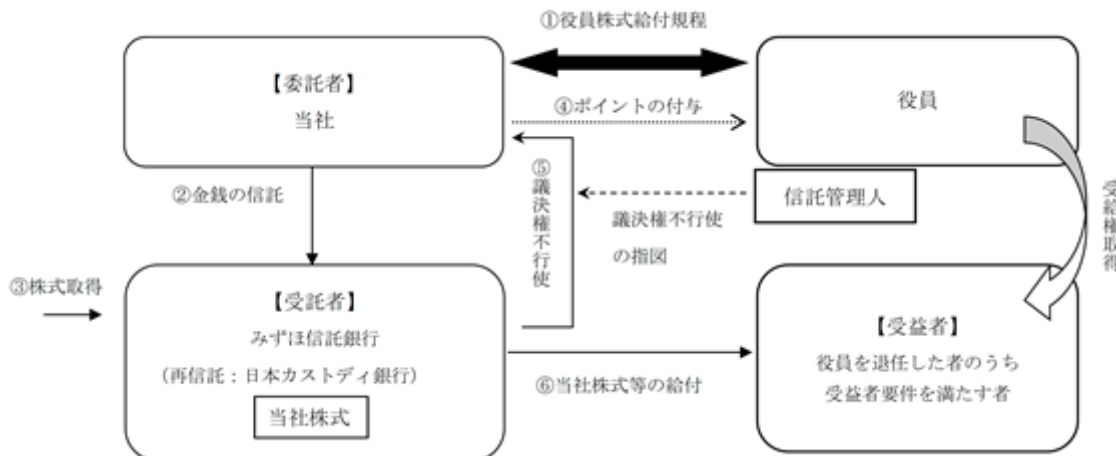 ①役員株式給付規程
【委託者】
当社
役員
④ポイントの付与
②金銭の信託
⑤議決権不行使
信託管理人
議決権不行使
の指図
受給権取得
③株式取得
【受託者】
みずほ信託銀行
（再信託：日本カストディ銀行）
当社株式
⑥当社株式等の給付
【受益者】
役員を退任した者のうち
受益者要件を満たす者